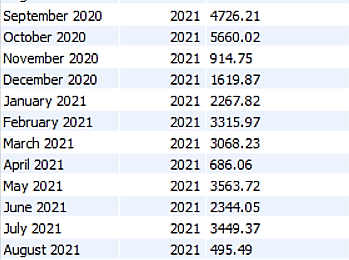 September 2020 2021 4726.21
October 2020 2021 5660.02
November 2020 2021 914.75
December 2020 2021 1619.87
January 2021 2021 2267.82
February 2021 2021 3315.97
March 2021 2021 3068.23
April 2021 2021 686.06
May 2021 2021 3563.72
June 2021 2021 2344.05
July 2021 2021 3449.37
August 2021 2021 495.49